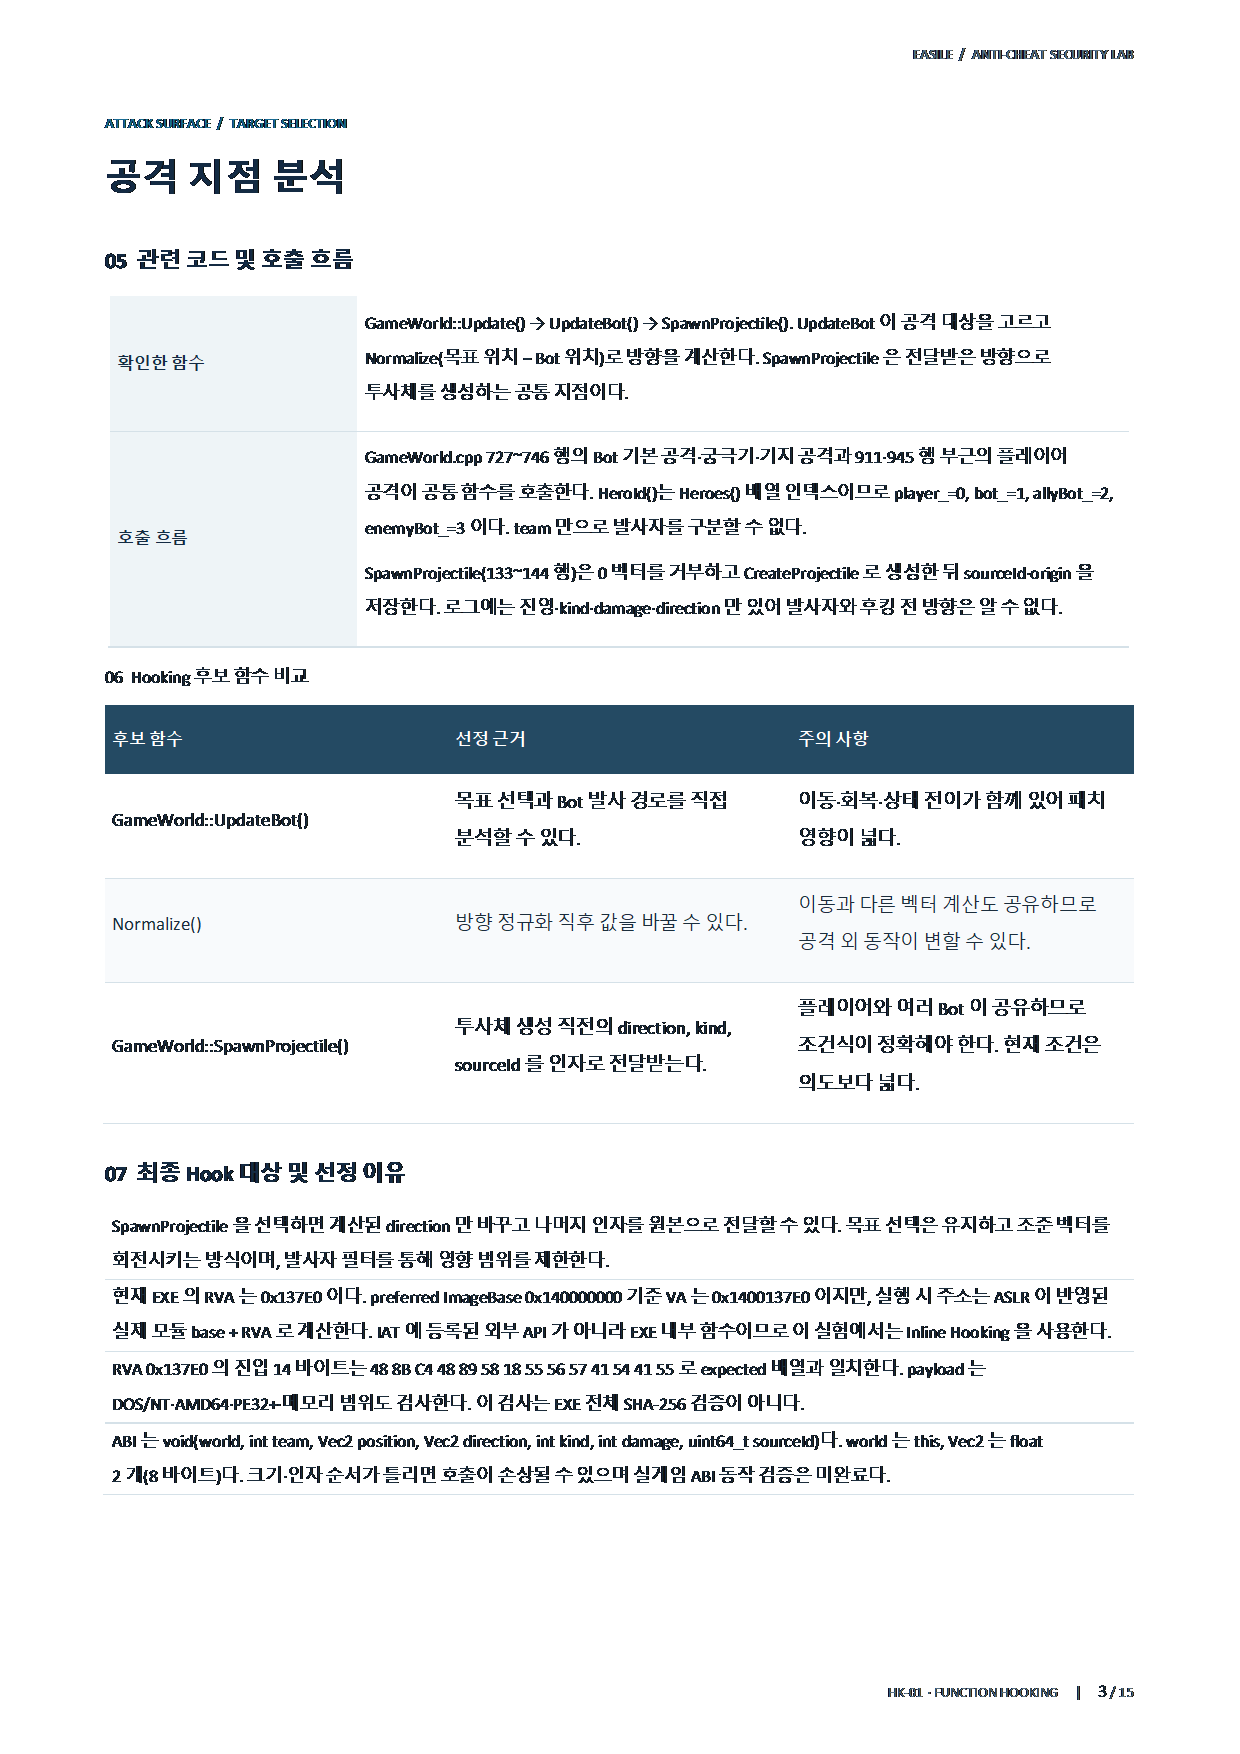 EASILE / ANTI-CHEAT SECURITY LAB
ATTACK SURFACE / TARGET SELECTION
공격 지점 분석
05 관련 코드 및 호출 흐름
확인한 함수
GameWorld::Update() → UpdateBot() → SpawnProjectile(). UpdateBot 이 공격 대상을 고르고
Normalize(목표 위치 – Bot 위치)로 방향을 계산한다. SpawnProjectile 은 전달받은 방향으로
투사체를 생성하는 공통 지점이다.
호출 흐름
GameWorld.cpp 727~746 행의 Bot 기본 공격·궁극기·기지 공격과 911-945 행 부근의 플레이어
공격이 공통 함수를 호출한다. HeroId()는 Heroes() 배열 인덱스이므로 player_=0, bot_=1, allyBot_=2,
enemyBot_=3 이다. team 만으로 발사자를 구분할 수 없다.
SpawnProjectile(133~144 행)은 0 벡터를 거부하고 CreateProjectile 로 생성한 뒤 sourceId·origin 을
저장한다. 로그에는 진영·kind·damage·direction 만 있어 발사자와 후킹 전 방향은 알 수 없다.
06 Hooking 후보 함수 비교
후보 함수 선정 근거 주의 사항
GameWorld::UpdateBot()
목표 선택과 Bot 발사 경로를 직접
분석할 수 있다.
이동·회복·상태 전이가 함께 있어 패치
영향이 넓다.
Normalize()
방향 정규화 직후 값을 바꿀 수 있다.
이동과 다른 벡터 계산도 공유하므로
공격 외 동작이 변할 수 있다.
GameWorld::SpawnProjectile()
투사체 생성 직전의 direction, kind,
sourceId 를 인자로 전달받는다.
플레이어와 여러 Bot 이 공유하므로
조건식이 정확해야 한다. 현재 조건은
의도보다 넓다.
07 최종 Hook 대상 및 선정 이유
SpawnProjectile 을 선택하면 계산된 direction 만 바꾸고 나머지 인자를 원본으로 전달할 수 있다. 목표 선택은 유지하고 조준 벡터를
회전시키는 방식이며, 발사자 필터를 통해 영향 범위를 제한한다.
현재 EXE 의 RVA 는 0x137E0 이다. preferred ImageBase 0x140000000 기준 VA 는 0x1400137E0 이지만, 실행 시 주소는 ASLR 이 반영된
실제 모듈 base + RVA 로 계산한다. IAT 에 등록된 외부 API 가 아니라 EXE 내부 함수이므로 이 실험에서는 Inline Hooking 을 사용한다.
RVA 0x137E0 의 진입 14 바이트는 48 8B C4 48 89 58 18 55 56 57 41 54 41 55 로 expected 배열과 일치한다. payload 는
DOS/NT·AMD64·PE32+·메모리 범위도 검사한다. 이 검사는 EXE 전체 SHA-256 검증이 아니다.
ABI 는 void(world, int team, Vec2 position, Vec2 direction, int kind, int damage, uint64_t sourceId)다. world 는 this, Vec2 는 float
2 개(8 바이트)다. 크기·인자 순서가 틀리면 호출이 손상될 수 있으며 실게임 ABI 동작 검증은 미완료다.
HK-01 · FUNCTION HOOKING | 3 / 15